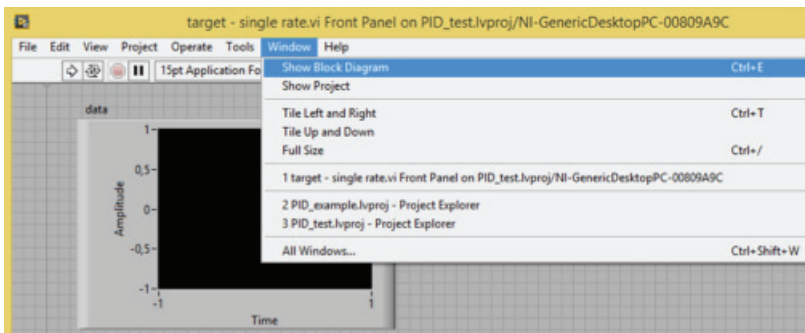 target - single rate.vi Front Panel on PID_test.lvproj/NI-GenericDesktopPC-00809A9C
File Edit View Project Operate Tools Window Help
15pt Application Fo
Show Block Diagram Ctrl+E
Show Project
Tile Left and Right Ctrl+T
Tile Up and Down
Full Size Ctrl+/
1 target - single rate.vi Front Panel on PID_test.lvproj/NI-GenericDesktopPC-00809A9C
2 PID_example.lvproj - Project Explorer
3 PID_test.lvproj - Project Explorer
All Windows... Ctrl+Shift+W
data
1
0,5
0
-0,5
-1
Amplitude
-1 1
Time